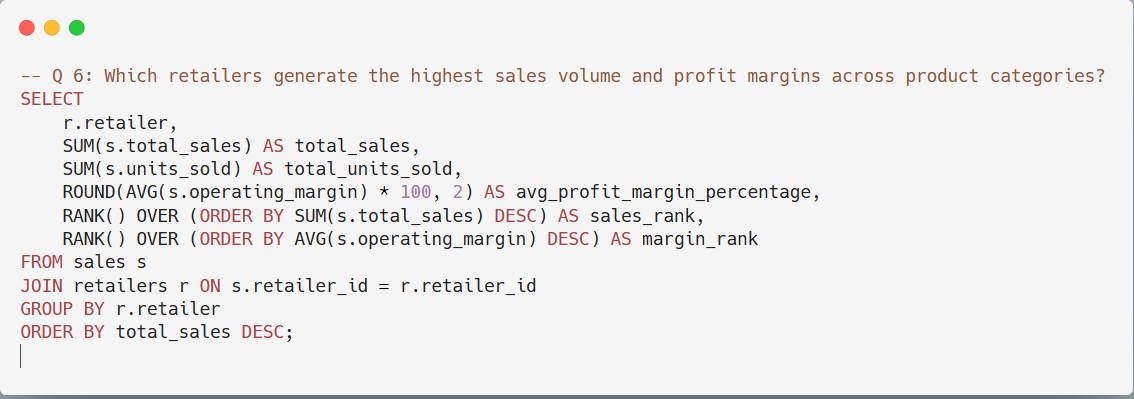 -- Q 6: Which retailers generate the highest sales volume and profit margins across product categories?
SELECT
    r.retailer,
    SUM(s.total_sales) AS total_sales,
    SUM(s.units_sold) AS total_units_sold,
    ROUND(AVG(s.operating_margin) * 100, 2) AS avg_profit_margin_percentage,
    RANK() OVER (ORDER BY SUM(s.total_sales) DESC) AS sales_rank,
    RANK() OVER (ORDER BY AVG(s.operating_margin) DESC) AS margin_rank
FROM sales s
JOIN retailers r ON s.retailer_id = r.retailer_id
GROUP BY r.retailer
ORDER BY total_sales DESC;